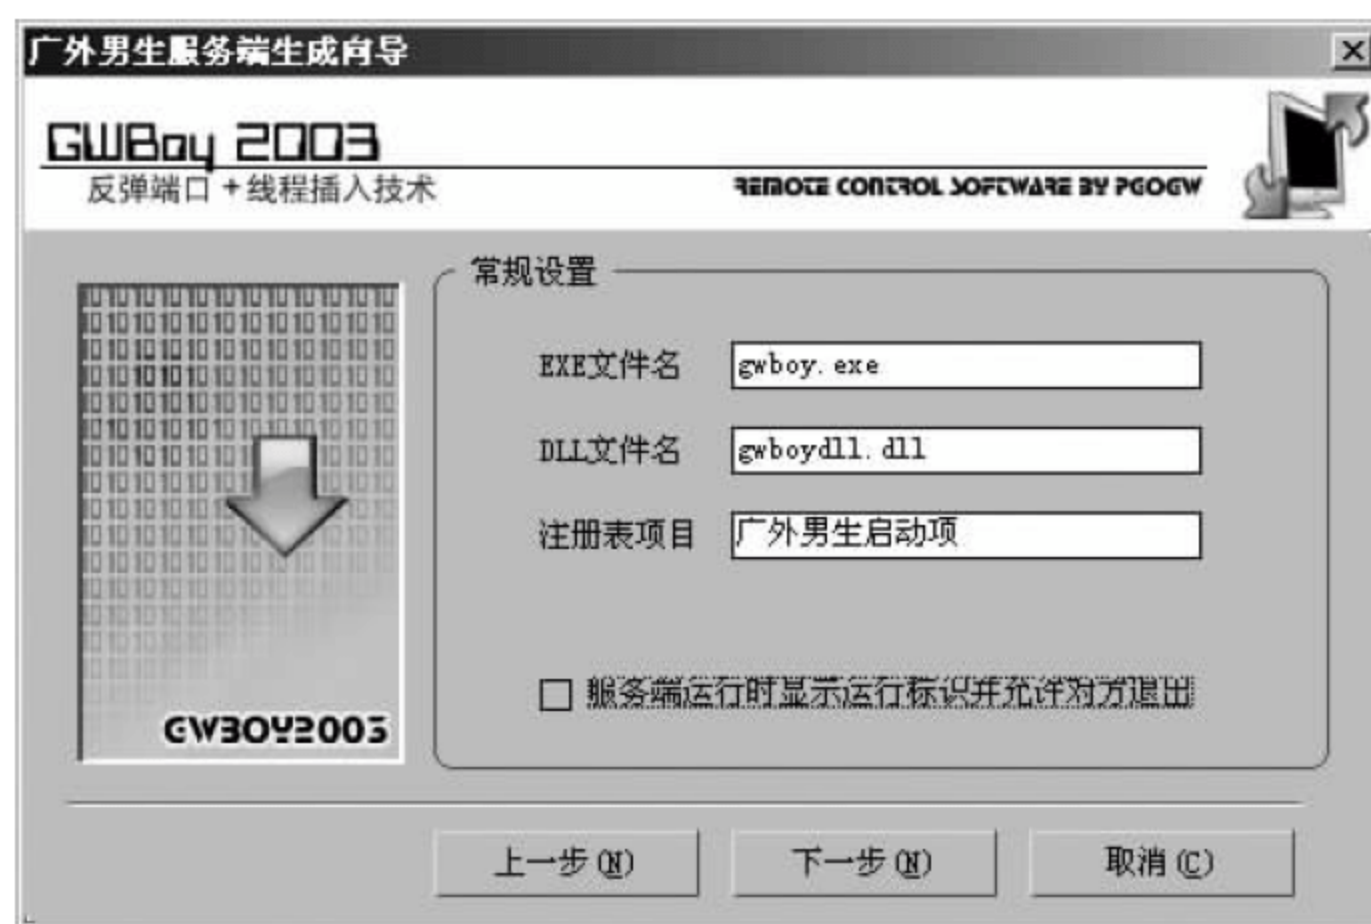 广外男生服务端生成向导
GWBoy 2003
反弹端口+线程插入技术
REMOTE CONTROL SOFTWARE BY PGOGW
常规设置
EXE文件名 gwboy.exe
DLL文件名 gwboydll.dll
注册表项目 广外男生启动项
服务端运行时显示运行标识并允许对方退出
GWBOY2003
上一步(N) 下一步(N) 取消(C)